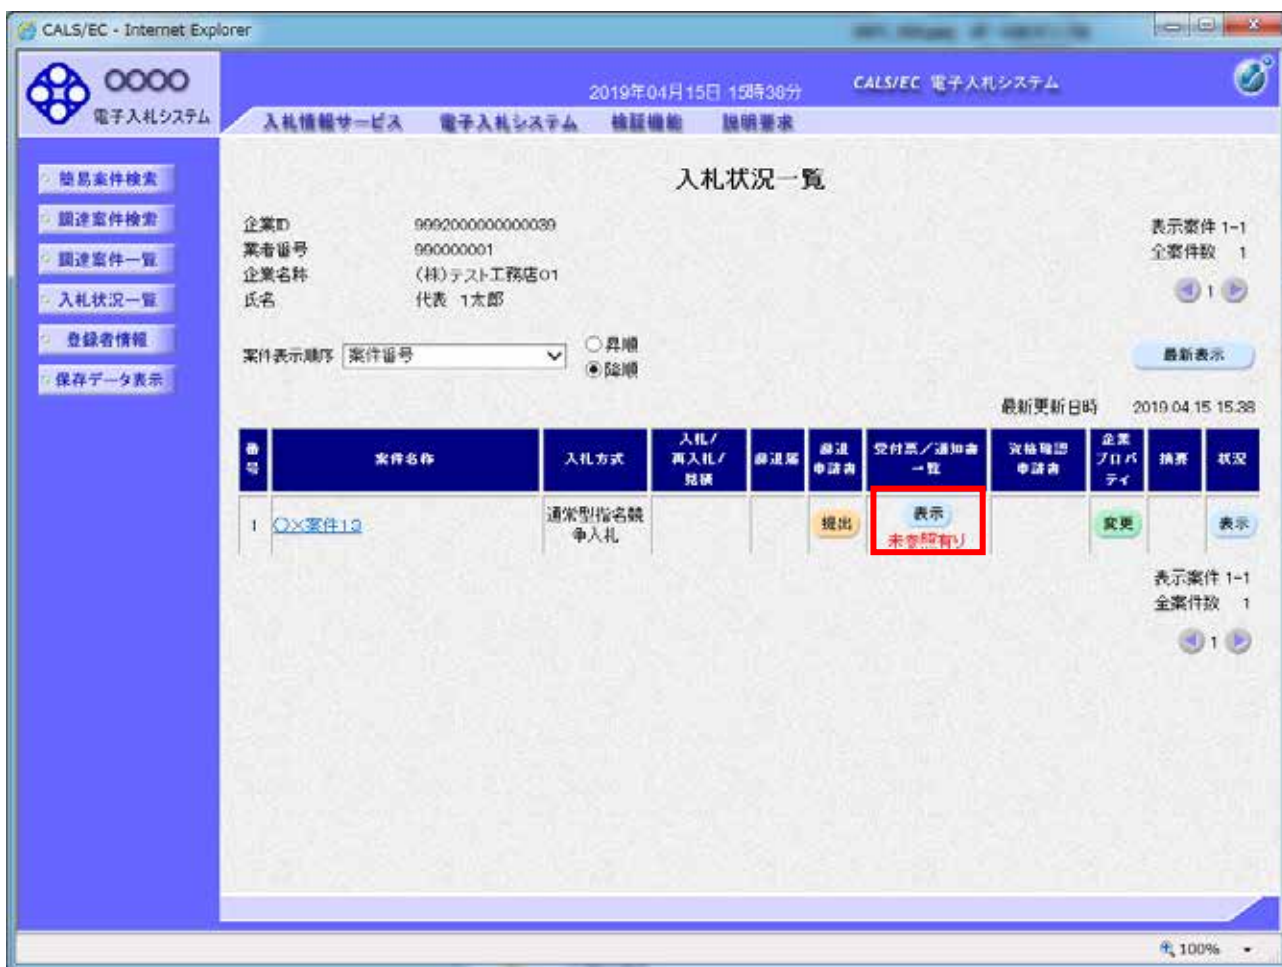 CALS/EC - Internet Explorer
○○○○
電子入札システム
2019年04月15日 15時38分
CALS/EC 電子入札システム
入札情報サービス 電子入札システム 検証機能 説明要求
簡易案件検索
調達案件検索
調達案件一覧
入札状況一覧
登録者情報
保存データ表示
入札状況一覧
企業ID 9992000000000039
業者番号 990000001
企業名称 (株)テスト工務店01
氏名 代表 1太郎
表示案件 1-1
全案件数 1
1
案件表示順序 案件番号
昇順
降順
最新表示
最新更新日時 2019.04.15 15:38
番号 案件名称 入札方式 入札/再入札/見積 辞退届 辞退申請書 受付票/通知書一覧 資格確認申請書 企業プロパティ 摘要 状況
1 ○×案件13 通常型指名競争入札 提出 表示 未参照有り 変更 表示
表示案件 1-1
全案件数 1
1
100%